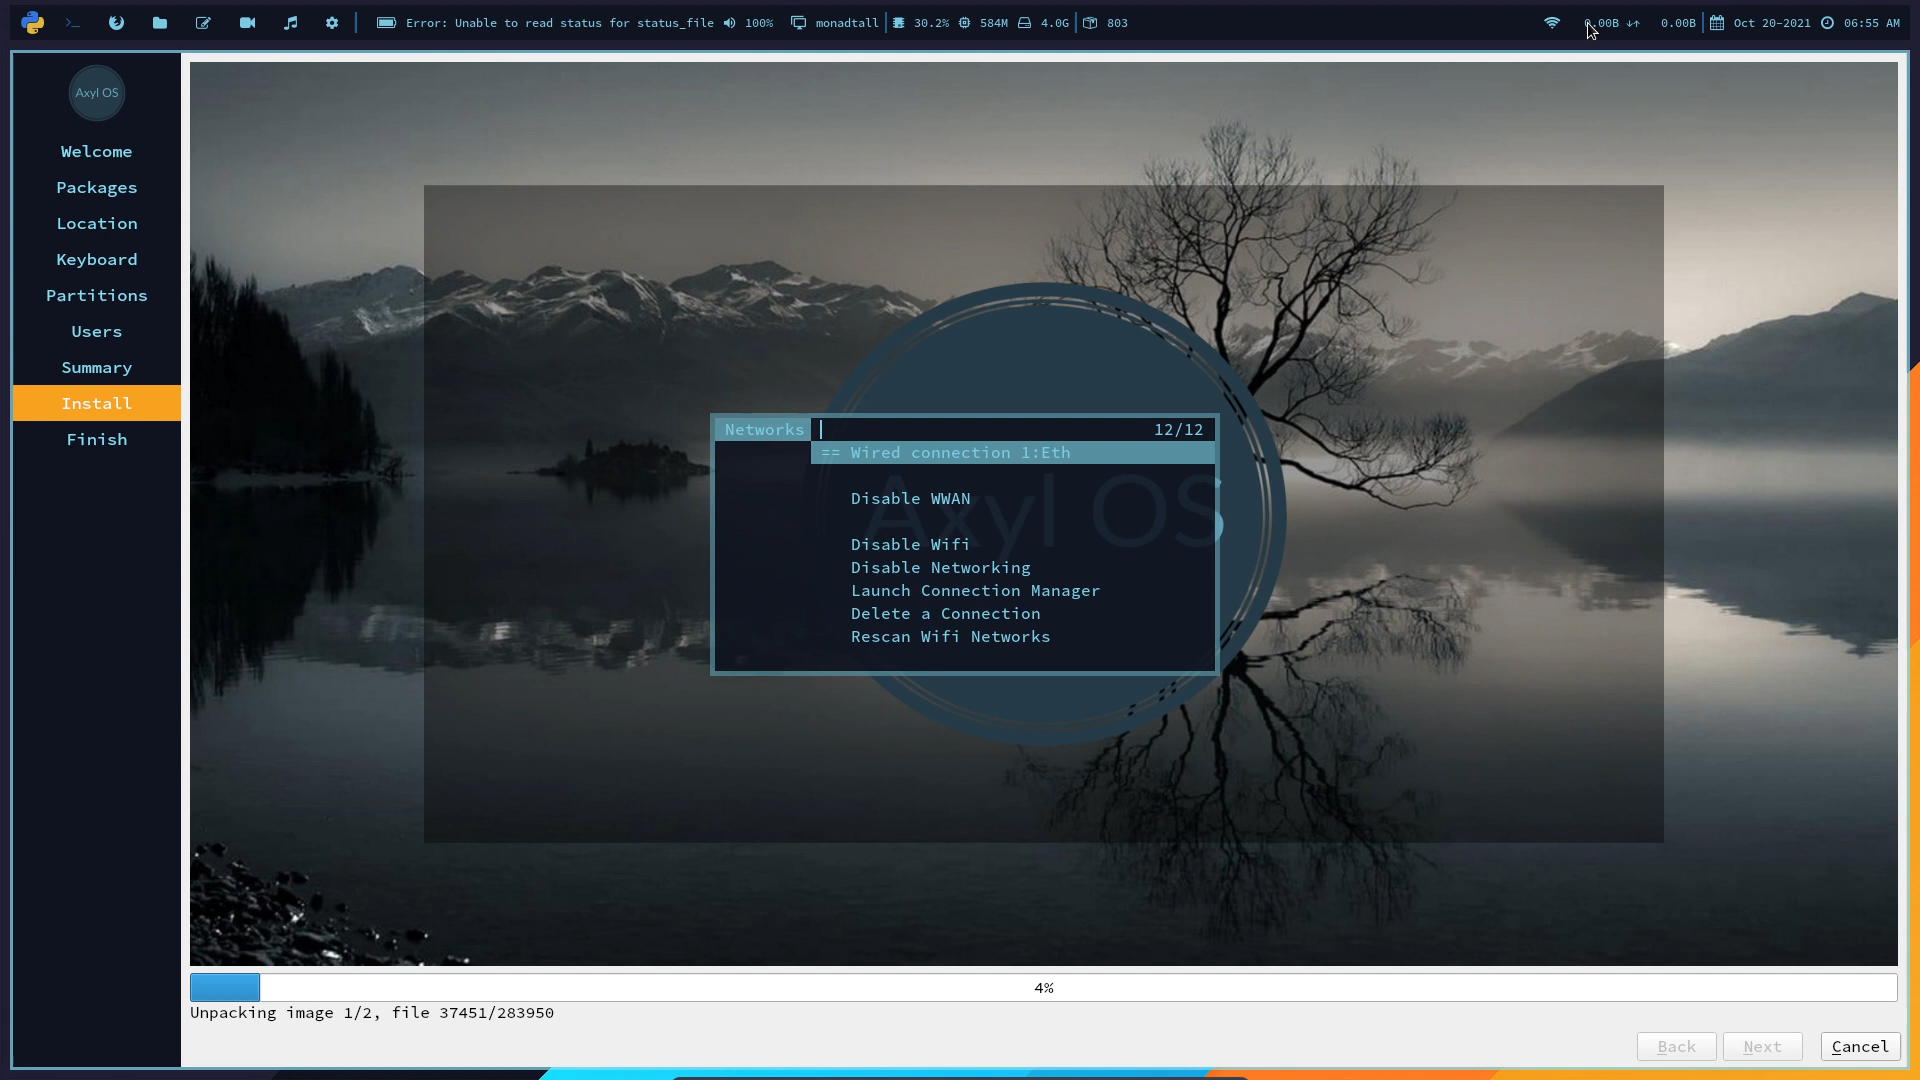 Error: Unable to read status for status_file 100% monadtall 30.2% 584M 4.0G 803 0.00B 0.00B Oct 20-2021 06:55 AM
Axyl OS
Welcome
Packages
Location
Keyboard
Partitions
Users
Summary
Install
Finish
Networks 12/12
== Wired connection 1:Eth
Disable WWAN
Axyl OS
Disable Wifi
Disable Networking
Launch Connection Manager
Delete a Connection
Rescan Wifi Networks
4%
Unpacking image 1/2, file 37451/283950
Back Next Cancel